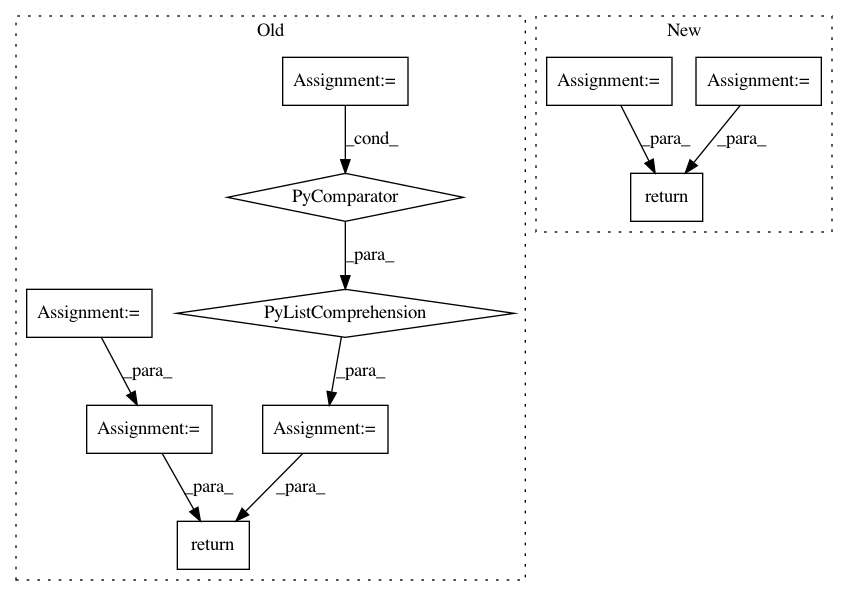 Old
New
Assignment:=
Assignment:=
Assignment:=
_cond_
_para_
_para_
PyComparator
return
_para_
Assignment:=
PyListComprehension
_para_
_para_
Assignment:=
Assignment:=
_para_
_para_
return